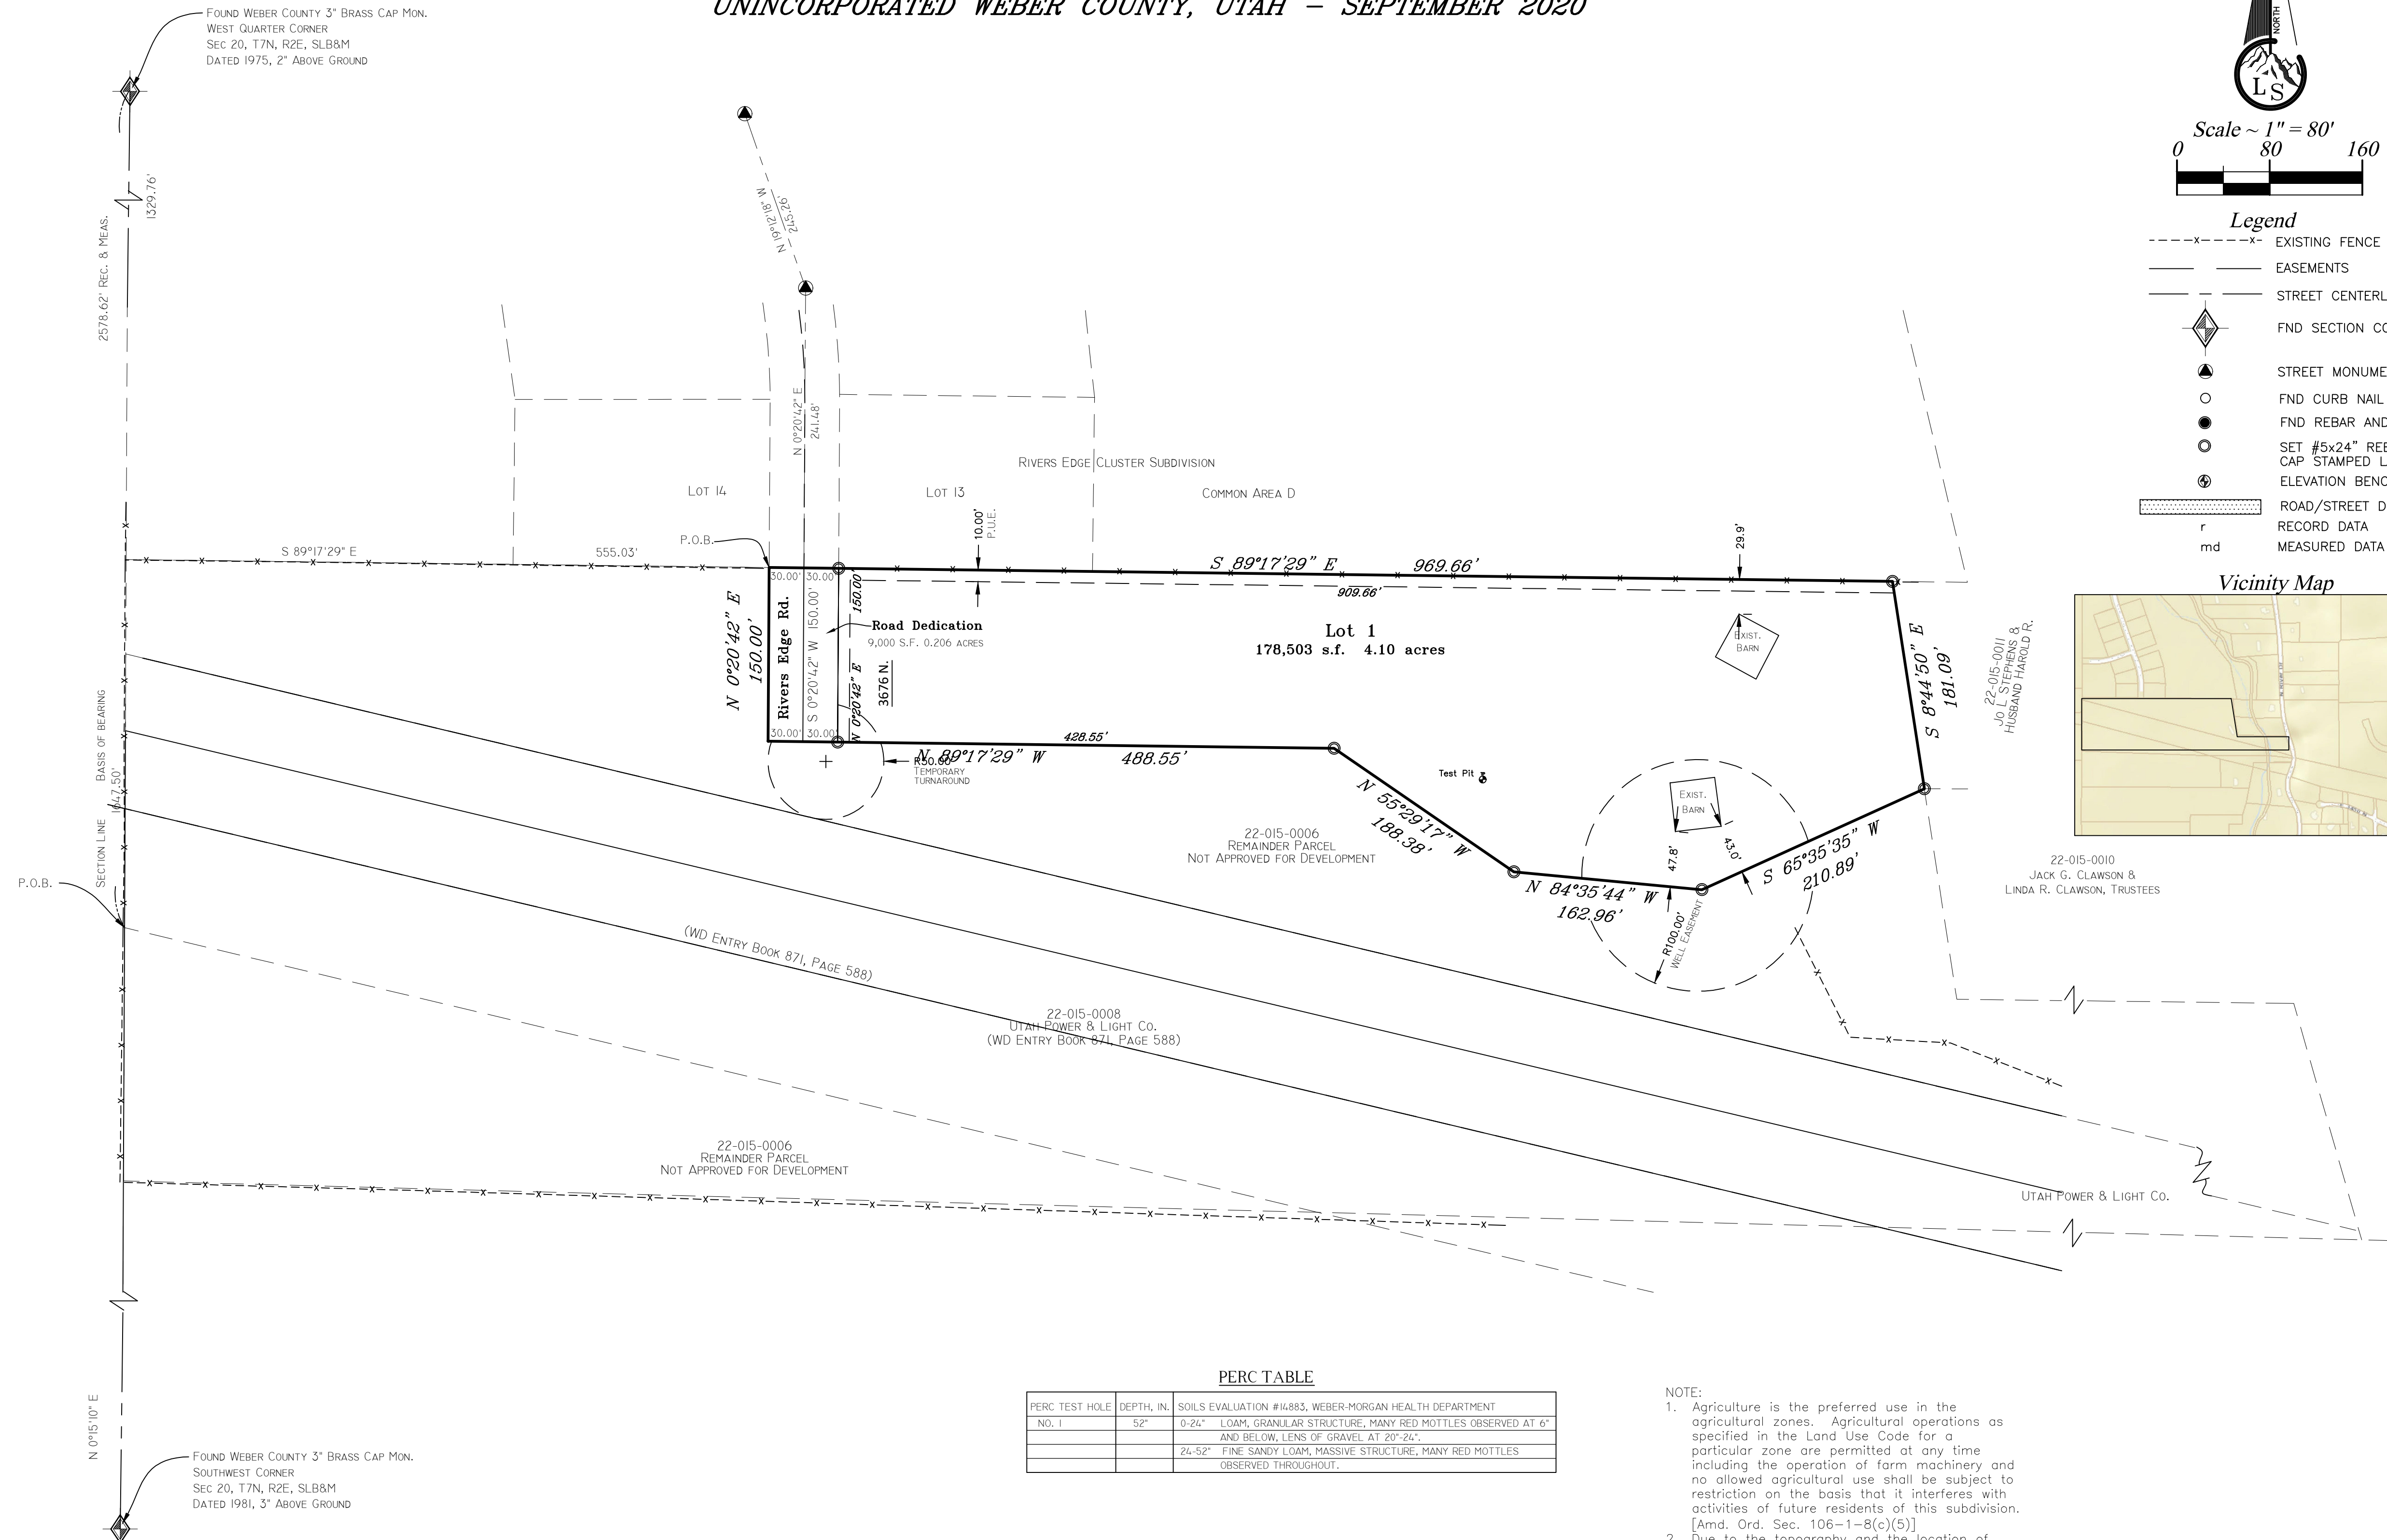 UNINCORPORATED WEBER COUNTY, UTAH – SEPTEMBER 2020
FOUND WEBER COUNTY 3" BRASS CAP MON.
WEST QUARTER CORNER
SEC 20, T7N, R2E, SLB&M
DATED 1975, 2" ABOVE GROUND
NORTH
LS
Scale ~ 1" = 80'
0 80 160
Legend
EXISTING FENCE
EASEMENTS
STREET CENTERL
FND SECTION CO
STREET MONUME
FND CURB NAIL
FND REBAR AND
SET #5x24" REB
CAP STAMPED L
ELEVATION BENC
ROAD/STREET D
r RECORD DATA
md MEASURED DATA
Vicinity Map
1329.76'
2578.62' REC. & MEAS.
N 19°12'18" W
245.26'
N 0°20'42" E
241.48'
RIVERS EDGE CLUSTER SUBDIVISION
LOT 14
LOT 13
COMMON AREA D
P.O.B.
S 89°17'29" E 555.03'
10.00'
P.U.E.
29.9'
S 89°17'29" E 969.66'
909.66'
30.00' 30.00'
150.00'
N 0°20'42" E
150.00'
Rivers Edge Rd.
S 0°20'42" W 150.00'
N 0°20'42" E
3676 N.
Road Dedication
9,000 S.F. 0.206 ACRES
Lot 1
178,503 s.f. 4.10 acres
EXIST.
BARN
S 8°44'50" E
181.09'
22-015-0011
JO L STEPHENS &
HUSBAND HAROLD R.
30.00' 30.00'
428.55'
N 89°17'29" W 488.55'
R50.00'
TEMPORARY
TURNAROUND
Test Pit
N 55°29'17" W
188.38'
EXIST.
BARN
47.8'
43.0'
S 65°35'35" W
210.89'
N 84°35'44" W
162.96'
R100.00'
WELL EASEMENT
22-015-0006
REMAINDER PARCEL
NOT APPROVED FOR DEVELOPMENT
22-015-0010
JACK G. CLAWSON &
LINDA R. CLAWSON, TRUSTEES
SECTION LINE BASIS OF BEARING
1647.50'
P.O.B.
(WD ENTRY BOOK 871, PAGE 588)
22-015-0008
UTAH POWER & LIGHT CO.
(WD ENTRY BOOK 871, PAGE 588)
22-015-0006
REMAINDER PARCEL
NOT APPROVED FOR DEVELOPMENT
UTAH POWER & LIGHT CO.
N 0°15'10" E
FOUND WEBER COUNTY 3" BRASS CAP MON.
SOUTHWEST CORNER
SEC 20, T7N, R2E, SLB&M
DATED 1981, 3" ABOVE GROUND
PERC TABLE
PERC TEST HOLE DEPTH, IN. SOILS EVALUATION #14883, WEBER-MORGAN HEALTH DEPARTMENT
NO. 1 52" 0-24" LOAM, GRANULAR STRUCTURE, MANY RED MOTTLES OBSERVED AT 6"
AND BELOW, LENS OF GRAVEL AT 20"-24".
24-52" FINE SANDY LOAM, MASSIVE STRUCTURE, MANY RED MOTTLES
OBSERVED THROUGHOUT.
NOTE:
1. Agriculture is the preferred use in the
agricultural zones. Agricultural operations as
specified in the Land Use Code for a
particular zone are permitted at any time
including the operation of farm machinery and
no allowed agricultural use shall be subject to
restriction on the basis that it interferes with
activities of future residents of this subdivision.
[Amd. Ord. Sec. 106–1–8(c)(5)]
2. Due to the topography and the location of